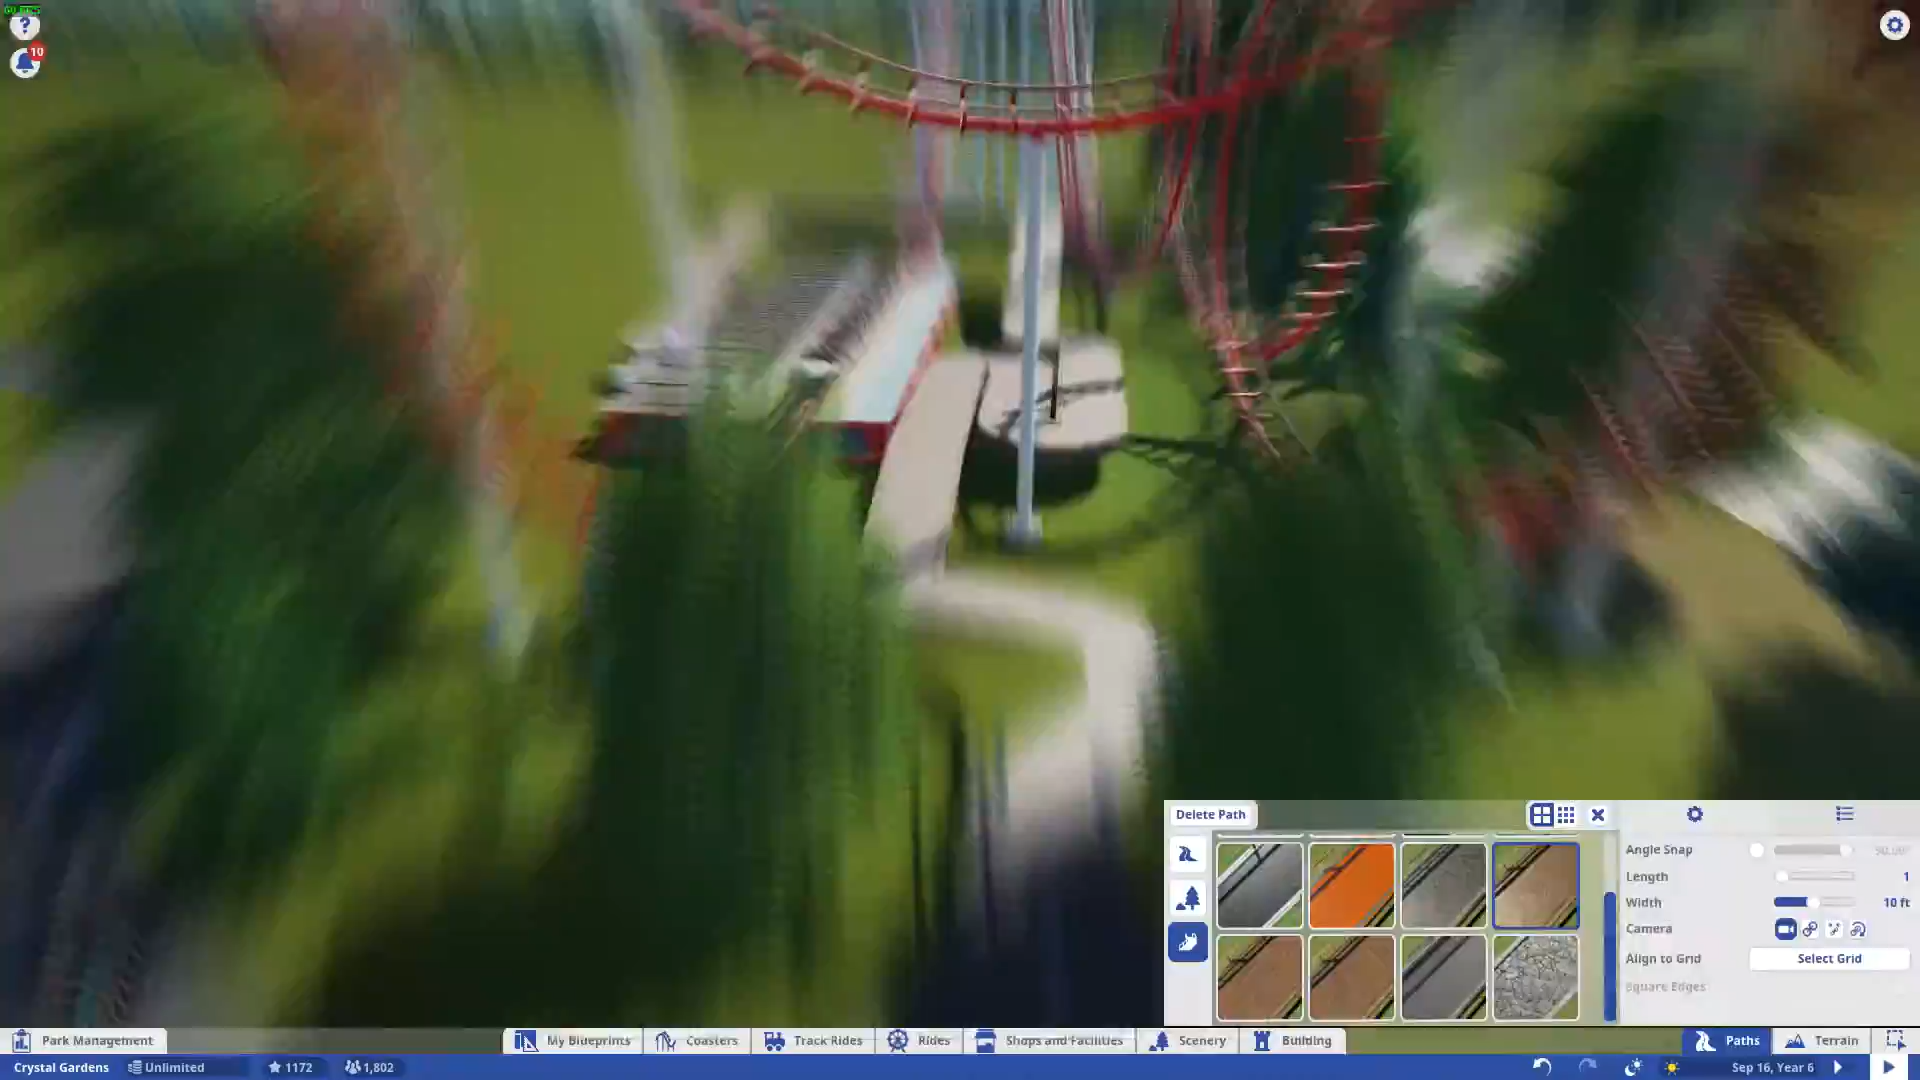 10
Delete Path
Angle Snap
Length 1
Width 10 ft
Camera
Align to Grid Select Grid
Square Edges
Park Management My Blueprints Coasters Track Rides Rides Shops and Facilities Scenery Building Paths Terrain
Crystal Gardens Unlimited 1172 1,802 Sep 16, Year 6